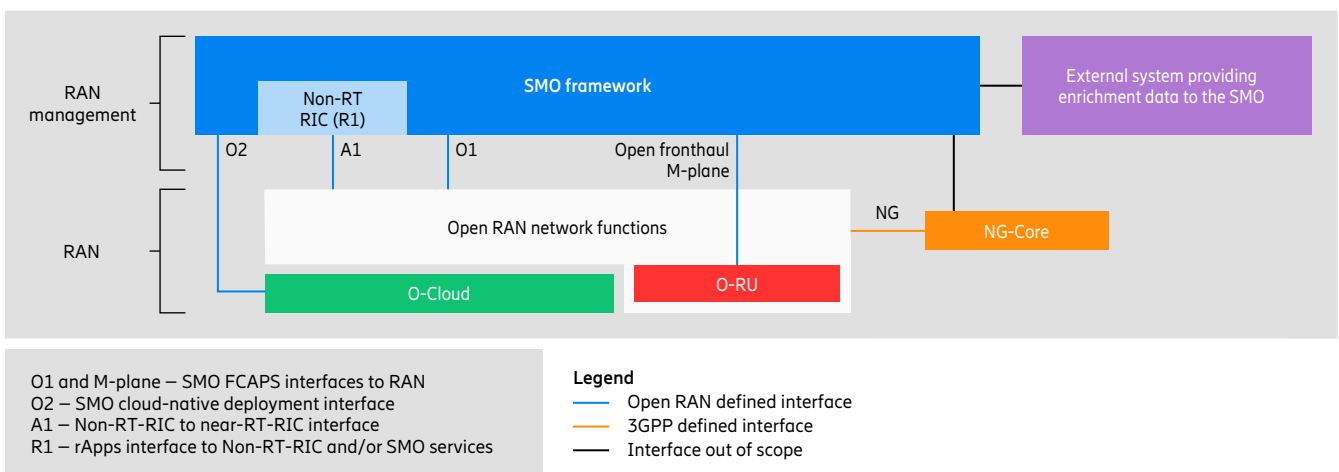 RAN
management
SMO framework
Non-RT
RIC (R1)
External system providing
enrichment data to the SMO
O2
A1
O1
Open fronthaul
M-plane
RAN
Open RAN network functions
NG
NG-Core
O-Cloud
O-RU
O1 and M-plane – SMO FCAPS interfaces to RAN
O2 – SMO cloud-native deployment interface
A1 – Non-RT-RIC to near-RT-RIC interface
R1 – rApps interface to Non-RT-RIC and/or SMO services
Legend
Open RAN defined interface
3GPP defined interface
Interface out of scope